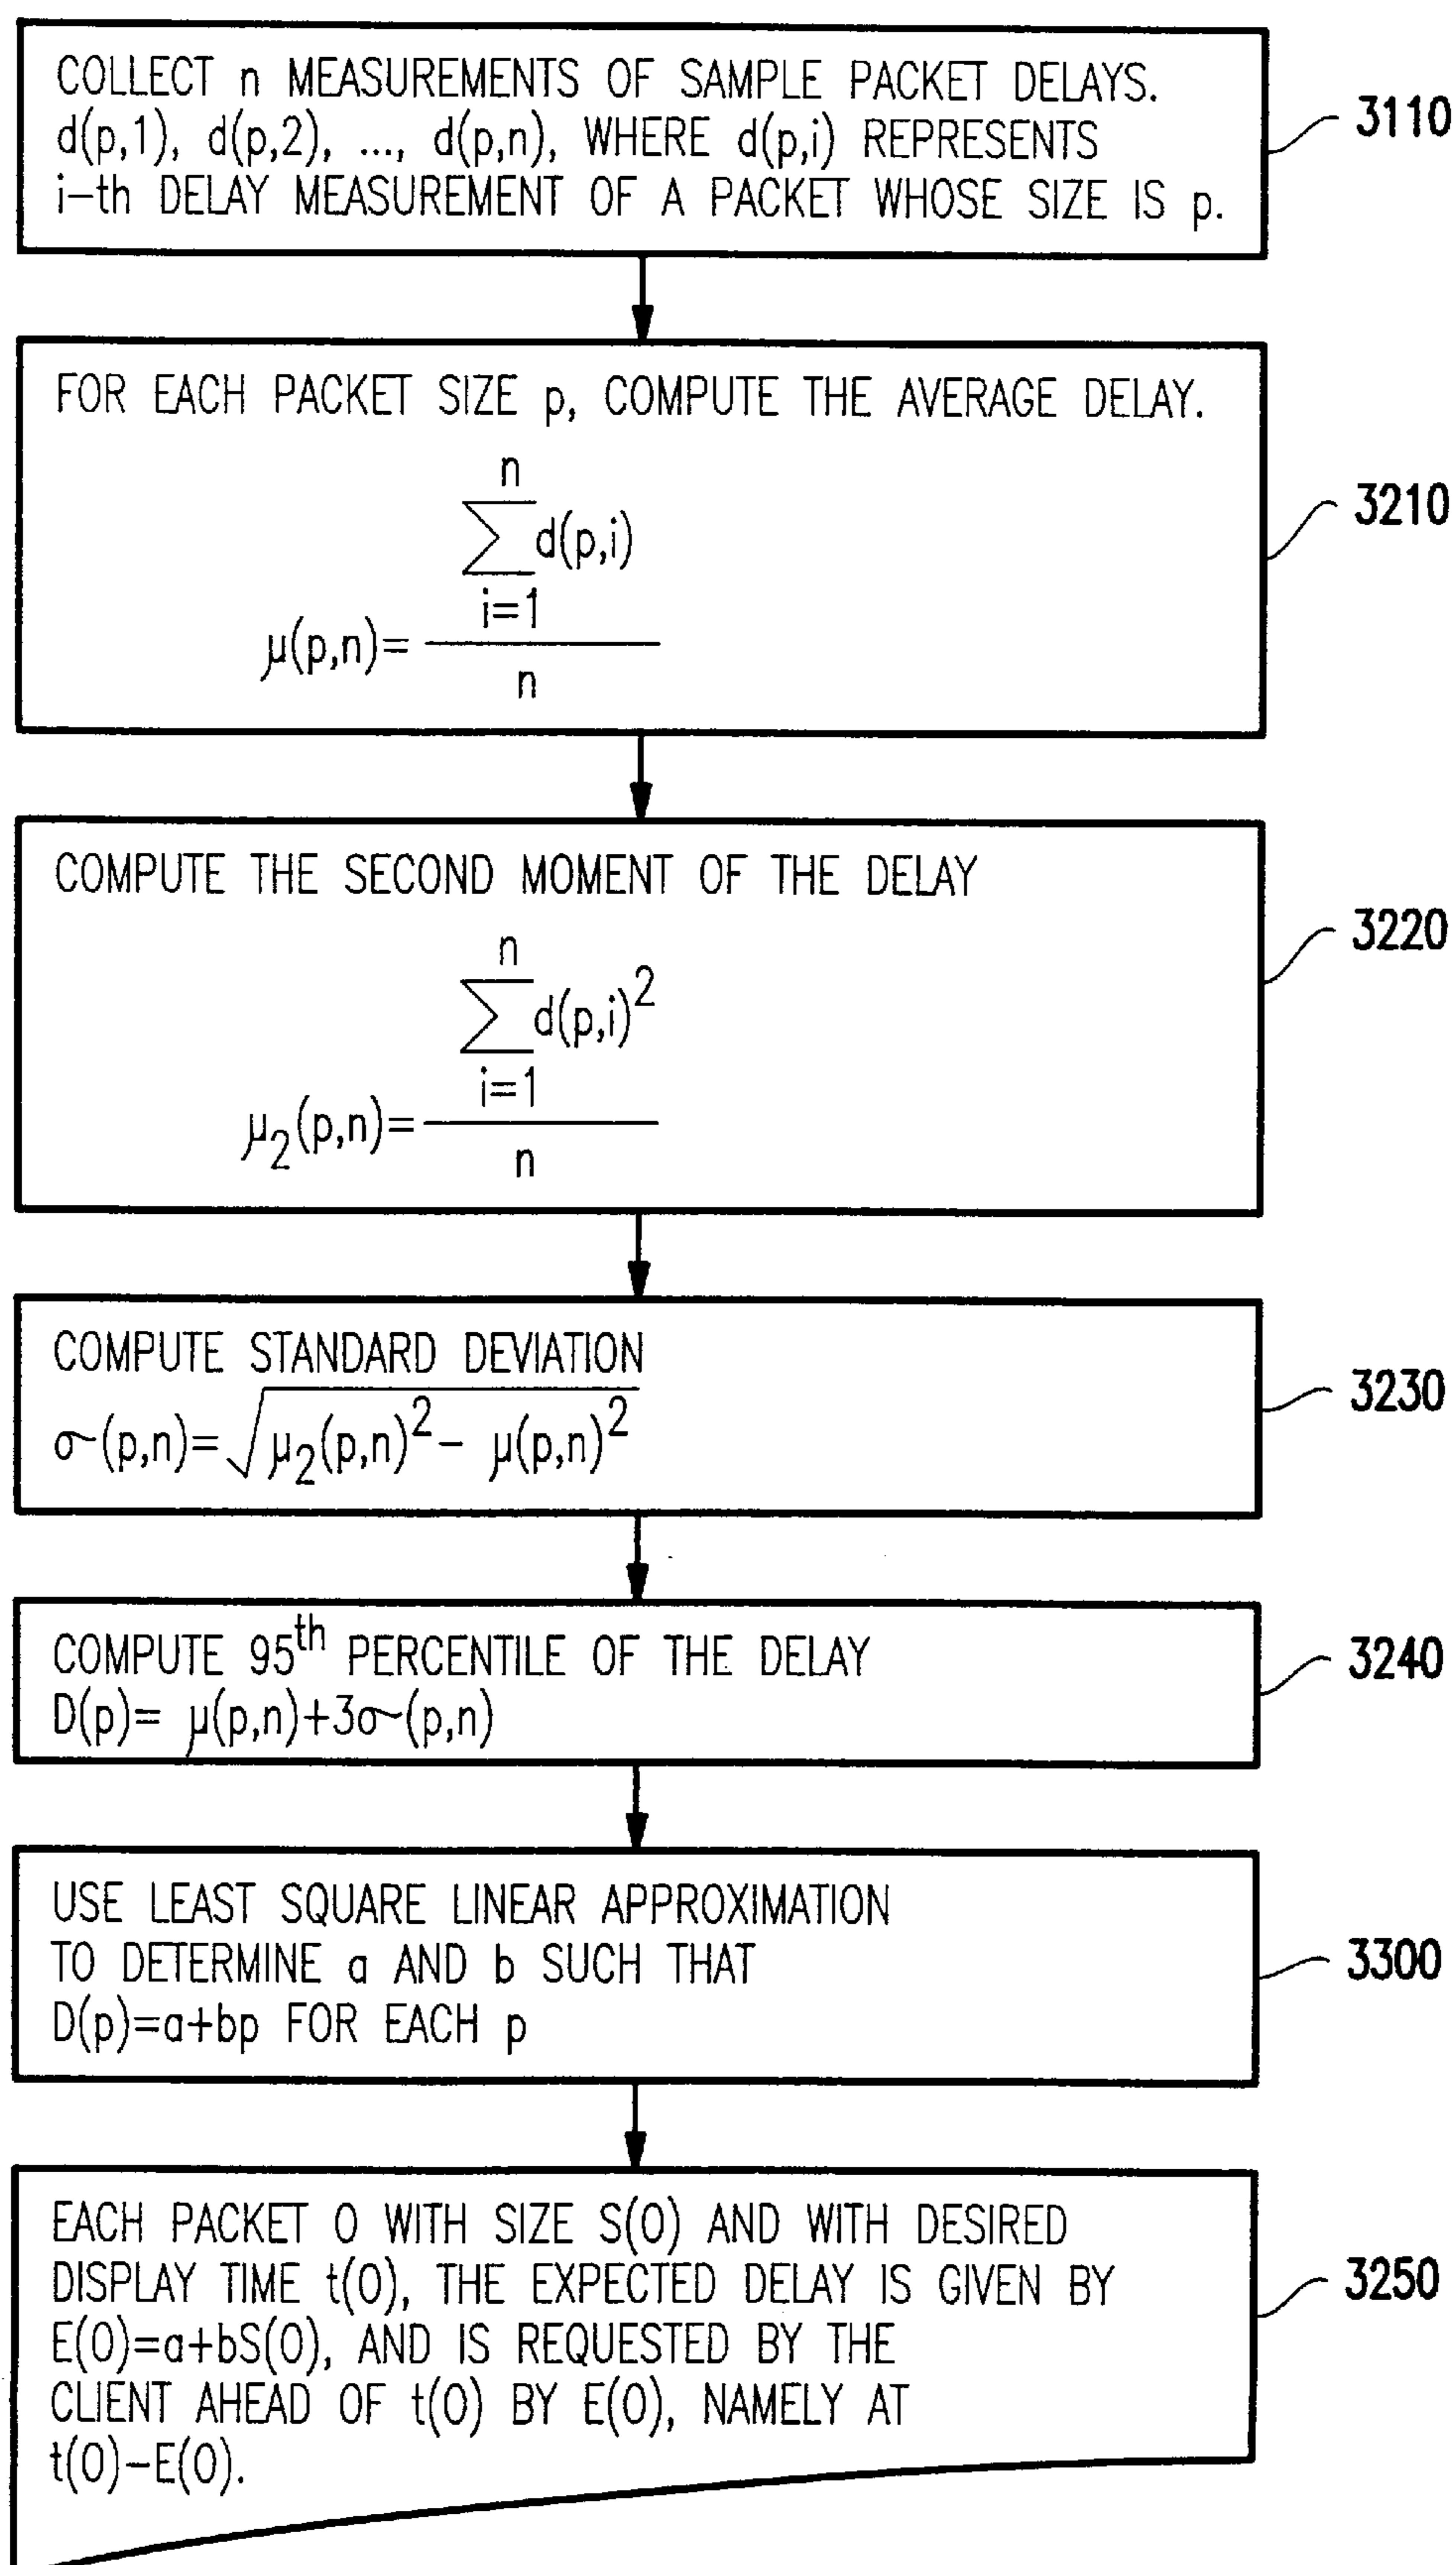 COLLECT n MEASUREMENTS OF SAMPLE PACKET DELAYS.
d(p,1), d(p,2), ..., d(p,n), WHERE d(p,i) REPRESENTS
i-th DELAY MEASUREMENT OF A PACKET WHOSE SIZE IS p.
3110
FOR EACH PACKET SIZE p, COMPUTE THE AVERAGE DELAY.
n
∑d(p,i)
i=1
μ(p,n)=
n
3210
COMPUTE THE SECOND MOMENT OF THE DELAY
n
∑d(p,i)²
i=1
μ₂(p,n)=
n
3220
COMPUTE STANDARD DEVIATION
σ(p,n)=√μ₂(p,n)²− μ(p,n)²
3230
COMPUTE 95th PERCENTILE OF THE DELAY
D(p)= μ(p,n)+3σ(p,n)
3240
USE LEAST SQUARE LINEAR APPROXIMATION
TO DETERMINE a AND b SUCH THAT
D(p)=a+bp FOR EACH p
3300
EACH PACKET O WITH SIZE S(O) AND WITH DESIRED
DISPLAY TIME t(O), THE EXPECTED DELAY IS GIVEN BY
E(O)=a+bS(O), AND IS REQUESTED BY THE
CLIENT AHEAD OF t(O) BY E(O), NAMELY AT
t(O)−E(O).
3250